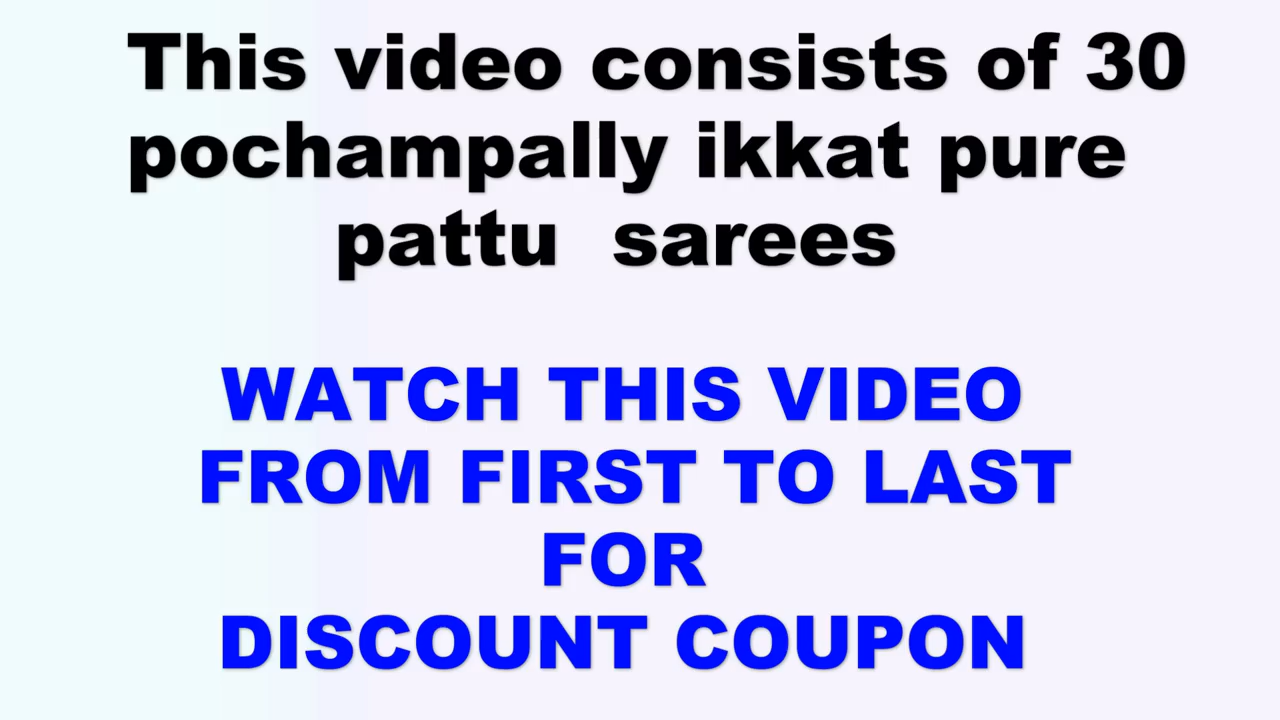 This video consists of 30
pochampally ikkat pure
pattu sarees
WATCH THIS VIDEO
FROM FIRST TO LAST
FOR
DISCOUNT COUPON